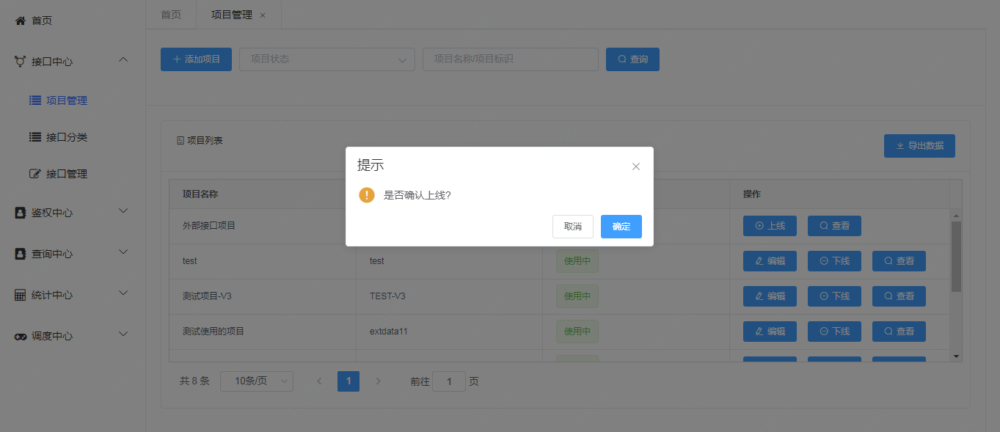 首页
接口中心
项目管理
接口分类
接口管理
鉴权中心
查询中心
统计中心
调度中心
首页 项目管理 ×
+ 添加项目 项目状态 项目名称/项目标识 查询
项目列表 导出数据
提示 ×
! 是否确认上线?
取消 确定
项目名称 操作
外部接口项目 上线 查看
test test 使用中 编辑 下线 查看
测试项目-V3 TEST-V3 使用中 编辑 下线 查看
测试使用的项目 extdata11 使用中 编辑 下线 查看
共 8 条 10条/页 < 1 > 前往 1 页